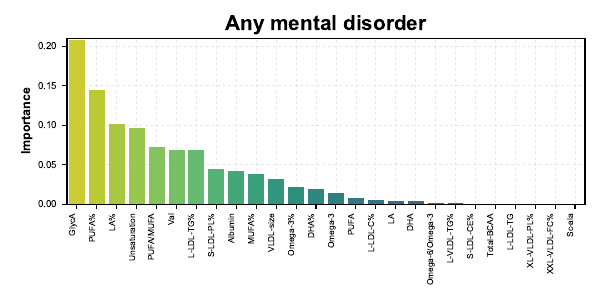 Any mental disorder
Importance
0.20
0.15
0.10
0.05
0.00
GlycA
PUFA%
LA%
Unsaturation
PUFA/MUFA
Val
L-LDL-TG%
S-LDL-PL%
Albumin
MUFA%
VLDL-size
Omega-3%
DHA%
Omega-3
PUFA
L-LDL-C%
LA
DHA
Omega-6/Omega-3
L-VLDL-TG%
S-LDL-CE%
Total-BCAA
L-LDL-TG
XL-VLDL-PL%
XXL-VLDL-FC%